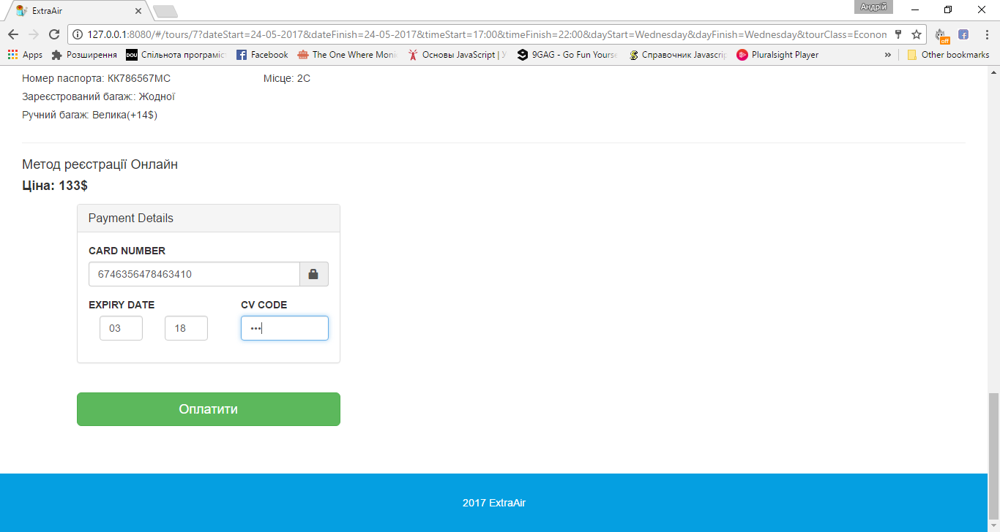 ExtraAir
Андрій
127.0.0.1:8080/#/tours/7?dateStart=24-05-2017&dateFinish=24-05-2017&timeStart=17:00&timeFinish=22:00&dayStart=Wednesday&dayFinish=Wednesday&tourClass=Econom
off
Apps Розширення DOU Спільнота програміс Facebook The One Where Moni Основы JavaScript | 9GAG - Go Fun Yourse Справочник Javascrip Pluralsight Player » Other bookmarks
Номер паспорта: КК786567МС Місце: 2C
Зареєстрований багаж:: Жодної
Ручний багаж: Велика(+14$)
Метод реєстрації Онлайн
Ціна: 133$
Payment Details
CARD NUMBER
6746356478463410
EXPIRY DATE CV CODE
03 18 •••
Оплатити
2017 ExtraAir